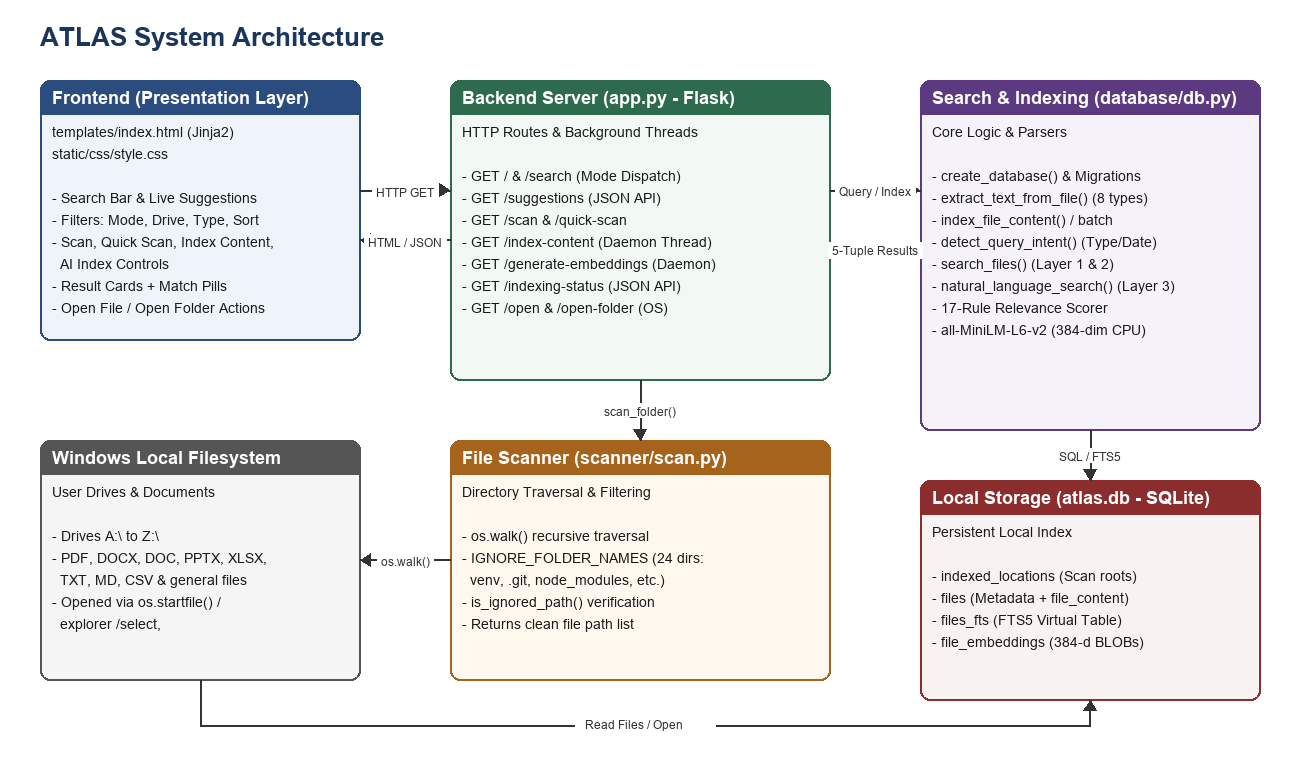 ATLAS System Architecture
Frontend (Presentation Layer)
templates/index.html (Jinja2)
static/css/style.css
- Search Bar & Live Suggestions
- Filters: Mode, Drive, Type, Sort
- Scan, Quick Scan, Index Content,
AI Index Controls
- Result Cards + Match Pills
- Open File / Open Folder Actions
HTTP GET
HTML / JSON
Backend Server (app.py - Flask)
HTTP Routes & Background Threads
- GET / & /search (Mode Dispatch)
- GET /suggestions (JSON API)
- GET /scan & /quick-scan
- GET /index-content (Daemon Thread)
- GET /generate-embeddings (Daemon)
- GET /indexing-status (JSON API)
- GET /open & /open-folder (OS)
Query / Index
5-Tuple Results
Search & Indexing (database/db.py)
Core Logic & Parsers
- create_database() & Migrations
- extract_text_from_file() (8 types)
- index_file_content() / batch
- detect_query_intent() (Type/Date)
- search_files() (Layer 1 & 2)
- natural_language_search() (Layer 3)
- 17-Rule Relevance Scorer
- all-MiniLM-L6-v2 (384-dim CPU)
scan_folder()
SQL / FTS5
Windows Local Filesystem
User Drives & Documents
- Drives A:\ to Z:\
- PDF, DOCX, DOC, PPTX, XLSX,
TXT, MD, CSV & general files
- Opened via os.startfile() /
explorer /select,
os.walk()
File Scanner (scanner/scan.py)
Directory Traversal & Filtering
- os.walk() recursive traversal
- IGNORE_FOLDER_NAMES (24 dirs:
venv, .git, node_modules, etc.)
- is_ignored_path() verification
- Returns clean file path list
Local Storage (atlas.db - SQLite)
Persistent Local Index
- indexed_locations (Scan roots)
- files (Metadata + file_content)
- files_fts (FTS5 Virtual Table)
- file_embeddings (384-d BLOBs)
Read Files / Open